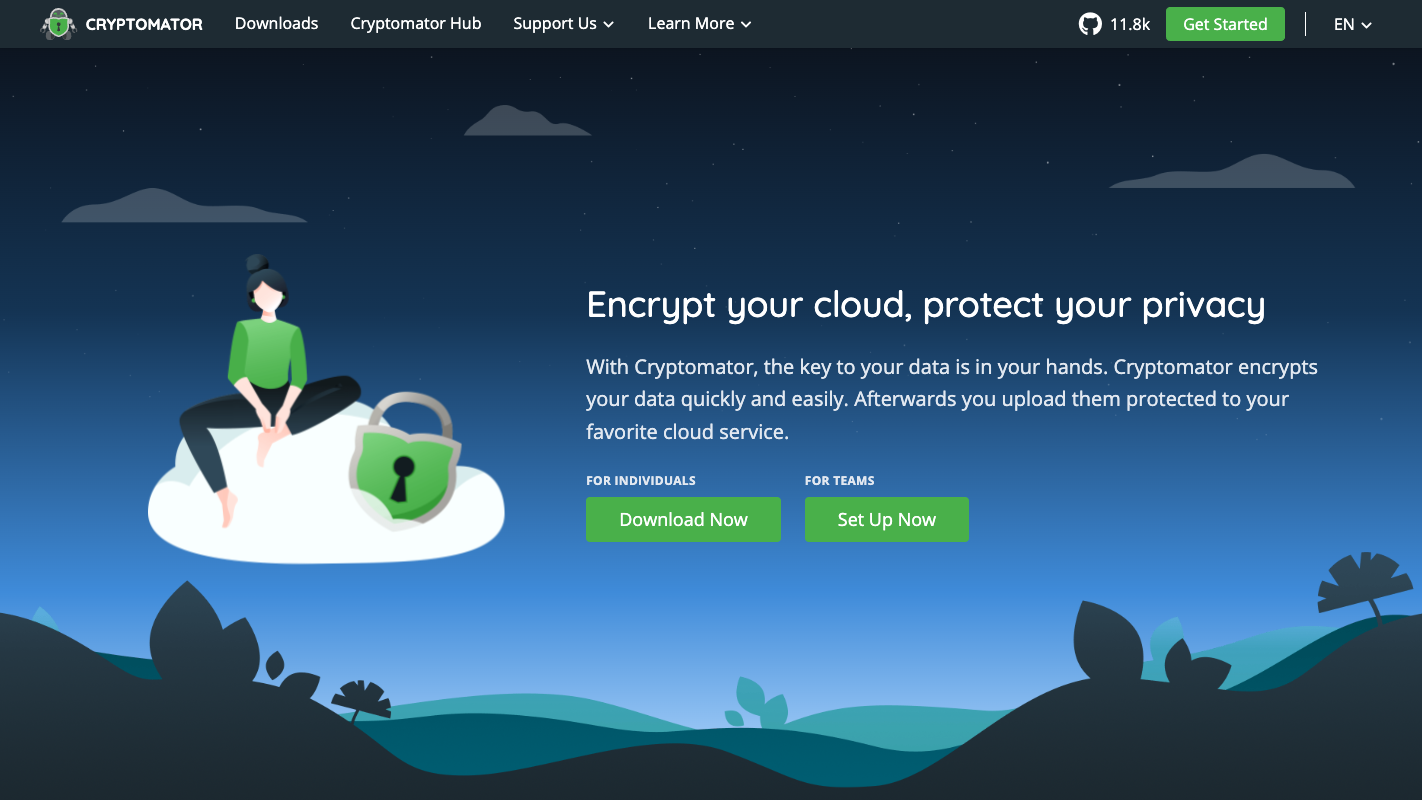 CRYPTOMATOR
Downloads
Cryptomator Hub
Support Us
Learn More
11.8k
Get Started
EN
Encrypt your cloud, protect your privacy
With Cryptomator, the key to your data is in your hands. Cryptomator encrypts
your data quickly and easily. Afterwards you upload them protected to your
favorite cloud service.
FOR INDIVIDUALS
Download Now
FOR TEAMS
Set Up Now